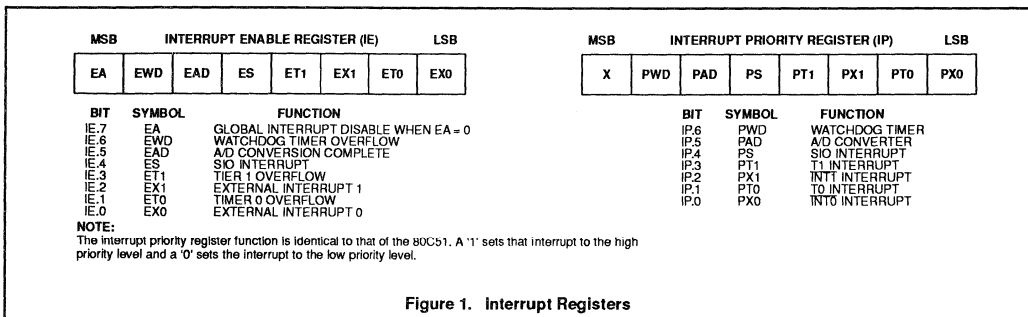 MSB INTERRUPT ENABLE REGISTER (IE) LSB
EA EWD EAD ES ET1 EX1 ET0 EX0
BIT SYMBOL FUNCTION
IE.7 EA GLOBAL INTERRUPT DISABLE WHEN EA = 0
IE.6 EWD WATCHDOG TIMER OVERFLOW
IE.5 EAD A/D CONVERSION COMPLETE
IE.4 ES SIO INTERRUPT
IE.3 ET1 TIER 1 OVERFLOW
IE.2 EX1 EXTERNAL INTERRUPT 1
IE.1 ET0 TIMER 0 OVERFLOW
IE.0 EX0 EXTERNAL INTERRUPT 0
MSB INTERRUPT PRIORITY REGISTER (IP) LSB
X PWD PAD PS PT1 PX1 PT0 PX0
BIT SYMBOL FUNCTION
IP.6 PWD WATCHDOG TIMER
IP.5 PAD A/D CONVERTER
IP.4 PS SIO INTERRUPT
IP.3 PT1 T1 INTERRUPT
IP.2 PX1 INT1 INTERRUPT
IP.1 PT0 T0 INTERRUPT
IP.0 PX0 INT0 INTERRUPT
NOTE:
The interrupt priority register function is identical to that of the 80C51. A '1' sets that interrupt to the high
priority level and a '0' sets the interrupt to the low priority level.
Figure 1. Interrupt Registers